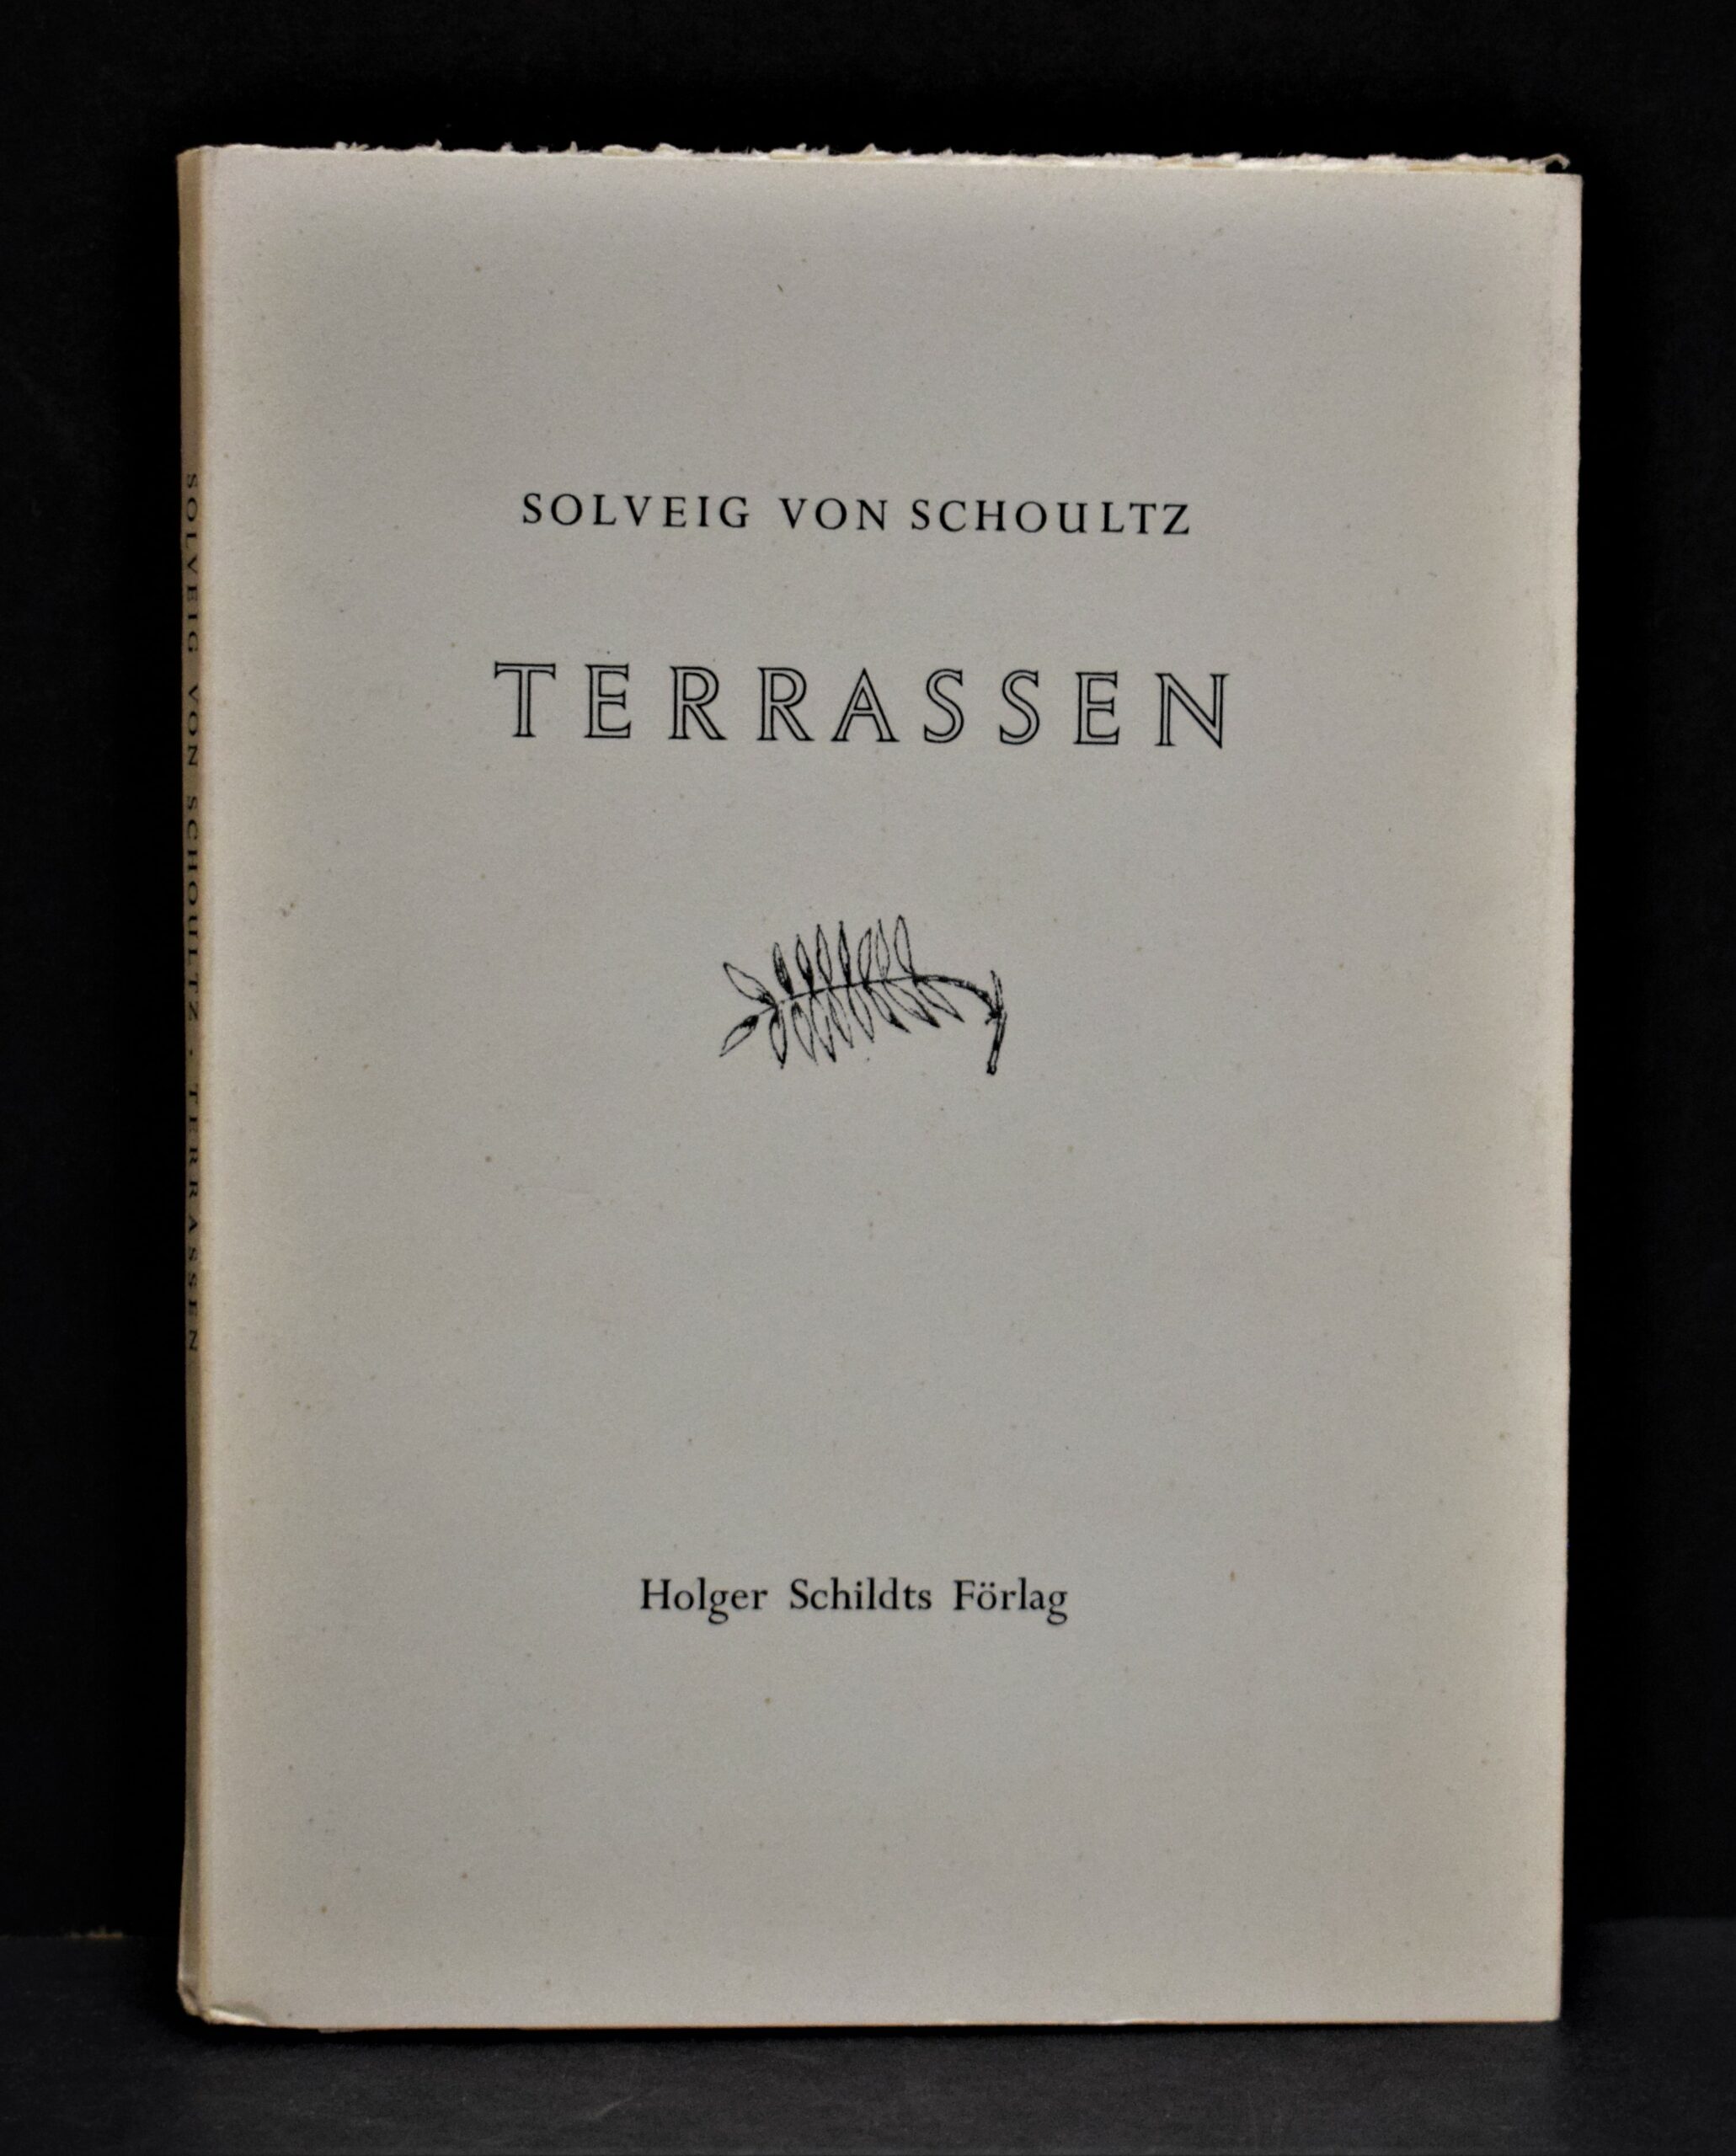 SOLVEIG VON SCHOULTZ
TERRASSEN
Holger Schildts Förlag
SOLVEIG VON SCHOULTZ · TERRASSEN